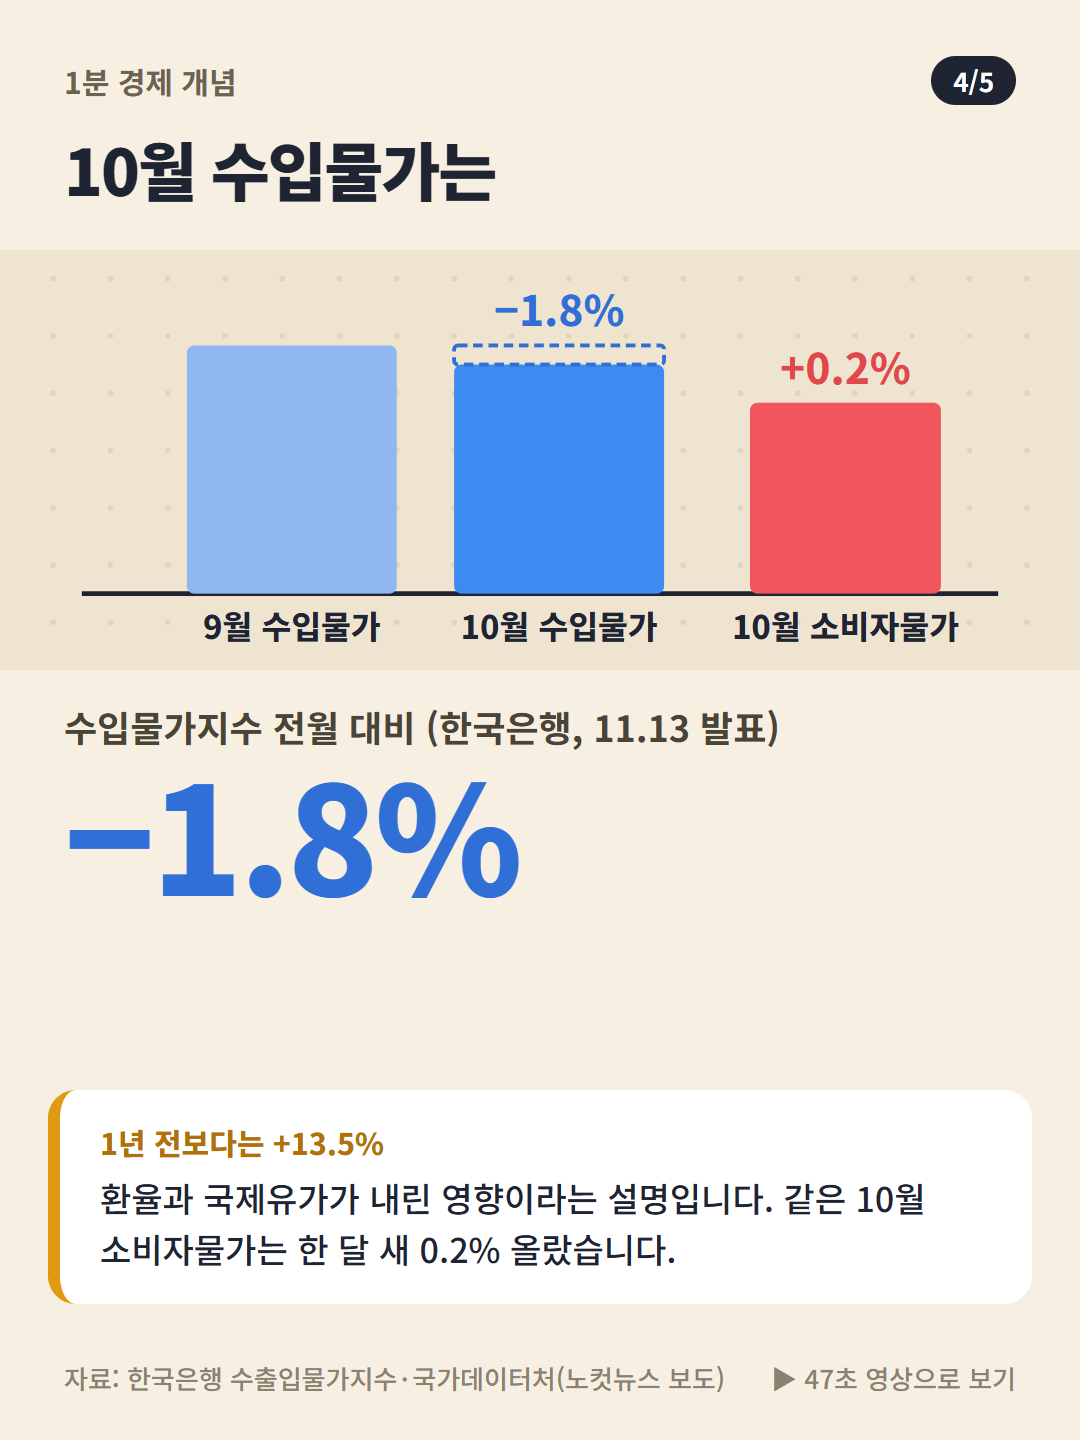 1분 경제 개념
4/5
10월 수입물가는
−1.8%
+0.2%
9월 수입물가
10월 수입물가
10월 소비자물가
수입물가지수 전월 대비 (한국은행, 11.13 발표)
−1.8%
1년 전보다는 +13.5%
환율과 국제유가가 내린 영향이라는 설명입니다. 같은 10월
소비자물가는 한 달 새 0.2% 올랐습니다.
자료: 한국은행 수출입물가지수·국가데이터처(노컷뉴스 보도)
▶ 47초 영상으로 보기